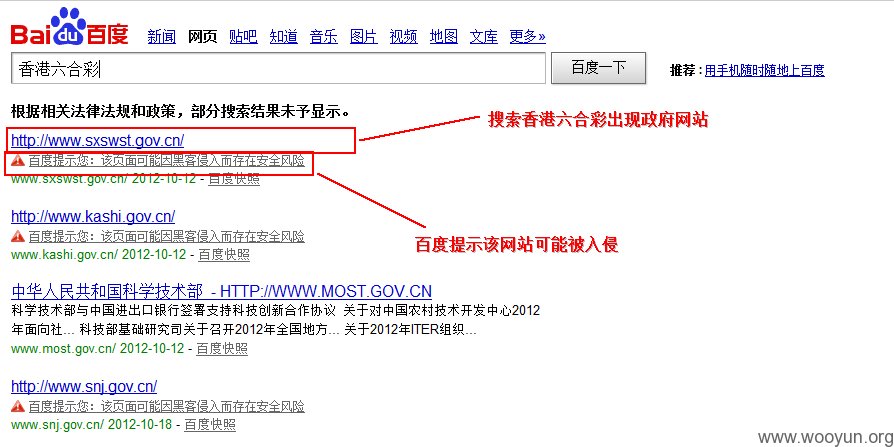 Bai du 百度 新闻 网页 贴吧 知道 音乐 图片 视频 地图 文库 更多»
香港六合彩 百度一下 推荐 : 用手机随时随地上百度
根据相关法律法规和政策，部分搜索结果未予显示。
搜索香港六合彩出现政府网站
http://www.sxswst.gov.cn/
百度提示您：该页面可能因黑客侵入而存在安全风险
www.sxswst.gov.cn/ 2012-10-12 - 百度快照
http://www.kashi.gov.cn/
百度提示您：该页面可能因黑客侵入而存在安全风险
百度提示该网站可能被入侵
www.kashi.gov.cn/ 2012-10-12 - 百度快照
中华人民共和国科学技术部 - HTTP://WWW.MOST.GOV.CN
科学技术部与中国进出口银行签署支持科技创新合作协议 关于对中国农村技术开发中心2012
年面向社... 科技部基础研究司关于召开2012年全国地方... 关于2012年ITER组织...
www.most.gov.cn/ 2012-10-12 - 百度快照
http://www.snj.gov.cn/
百度提示您：该页面可能因黑客侵入而存在安全风险
www.snj.gov.cn/ 2012-10-18 - 百度快照
www.wooyun.org